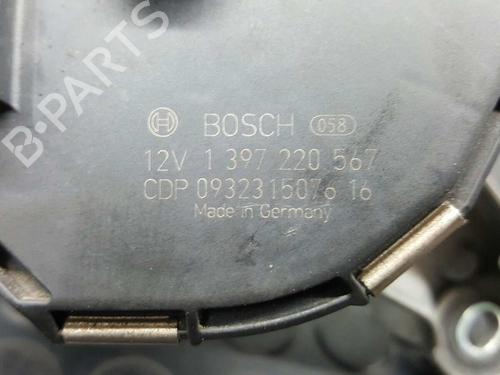 B-PARTS
BOSCH 058
12V 1 397 220 567
CDP 0932315076 16
Made in Germany